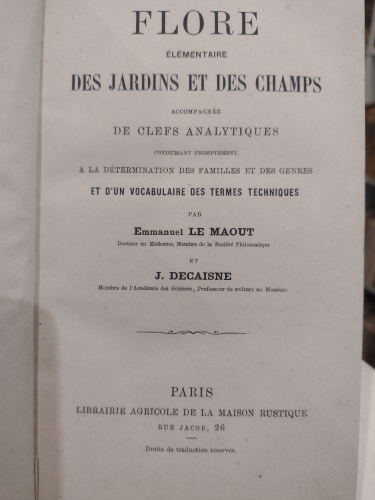 FLORE
ÉLÉMENTAIRE
DES JARDINS ET DES CHAMPS
ACCOMPAGNÉE
DE CLEFS ANALYTIQUES
CONDUISANT PROMPTEMENT
A LA DÉTERMINATION DES FAMILLES ET DES GENRES
ET D'UN VOCABULAIRE DES TERMES TECHNIQUES
PAR
Emmanuel LE MAOUT
Docteur en Médecine, Membre de la Société Philomatique
ET
J. DECAISNE
Membre de l'Académie des Sciences, Professeur de culture au Muséum
PARIS
LIBRAIRIE AGRICOLE DE LA MAISON RUSTIQUE
RUE JACOB, 26
Droits de traduction réservés.